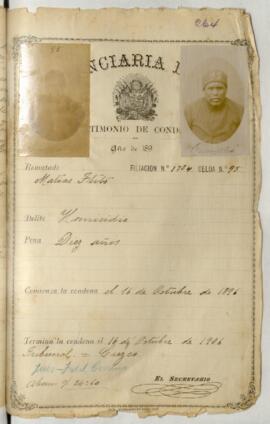 264
95
NCIARIA
TIMONIO DE COND
Año de 189
Rematado
FILIACION N.º 1724 CELDA N.º 95
Matías
Delito Homicidio
Pena Diez años
Comienza la condena el 16 de Octubre de 1896
Termina la condena el 16 de Octubre de 1906
Tribunal = Cuzco
EL SECRETARIO